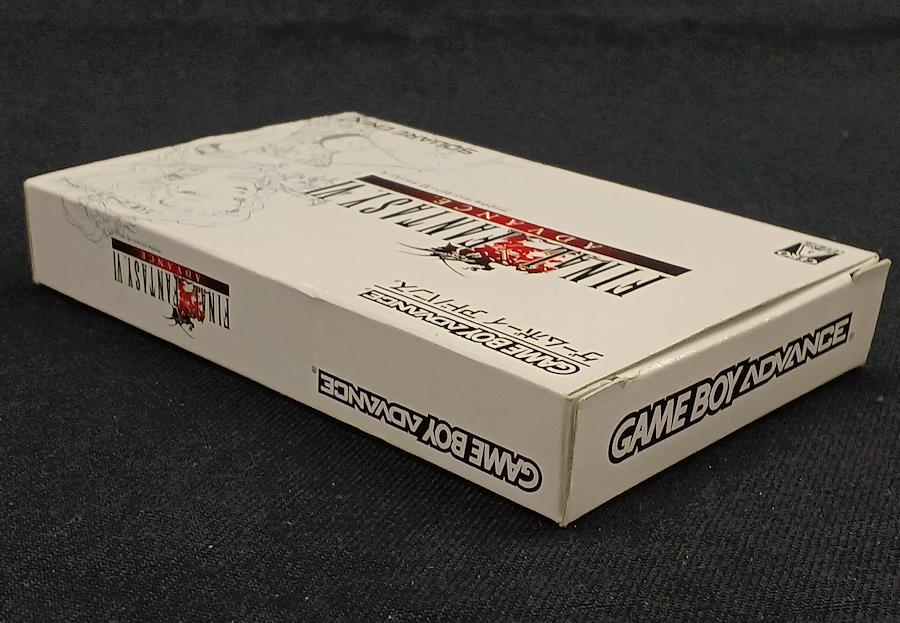 SQUARE ENIX
FINAL FANTASY VI
ADVANCE
GAME BOY ADVANCE
ゲームボーイアドバンス
FINAL FANTASY VI
ADVANCE
GAME BOY ADVANCE
GAME BOY ADVANCE